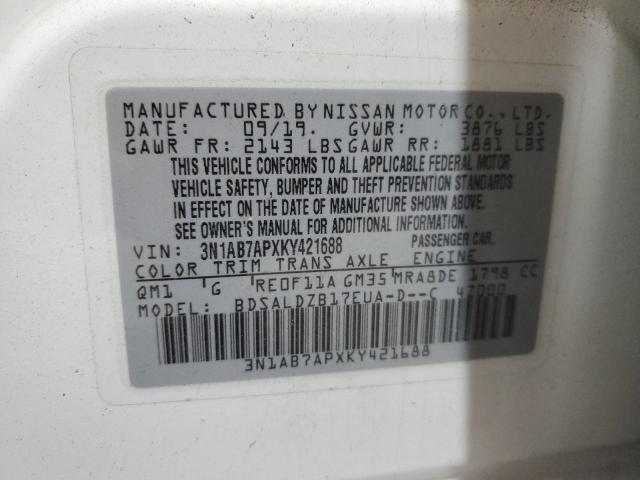 MANUFACTURED BY NISSAN MOTOR CO., LTD.
DATE: 09/19. GVWR: 3876 LBS
GAWR FR: 2143 LBS GAWR RR: 1881 LBS
THIS VEHICLE CONFORMS TO ALL APPLICABLE FEDERAL MOTOR
VEHICLE SAFETY, BUMPER AND THEFT PREVENTION STANDARDS
IN EFFECT ON THE DATE OF MANUFACTURE SHOWN ABOVE.
SEE OWNER'S MANUAL FOR ADDITIONAL INFORMATION.
VIN: 3N1AB7APXKY421688 PASSENGER CAR.
COLOR TRIM TRANS AXLE ENGINE
QM1 G RE0F11A GM35 MRA8DE 1798 CC
MODEL: BDSALDZB17EUA-D--C 47000
3N1AB7APXKY421688